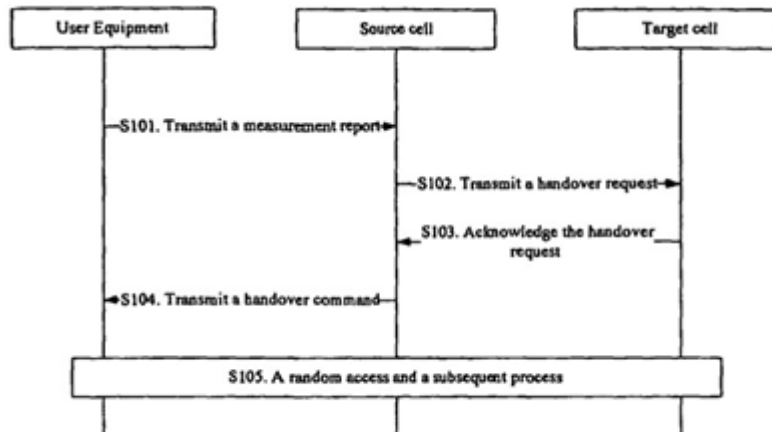 User Equipment
Source cell
Target cell
S101. Transmit a measurement report
S102. Transmit a handover request
S103. Acknowledge the handover
request
S104. Transmit a handover command
S105. A random access and a subsequent process